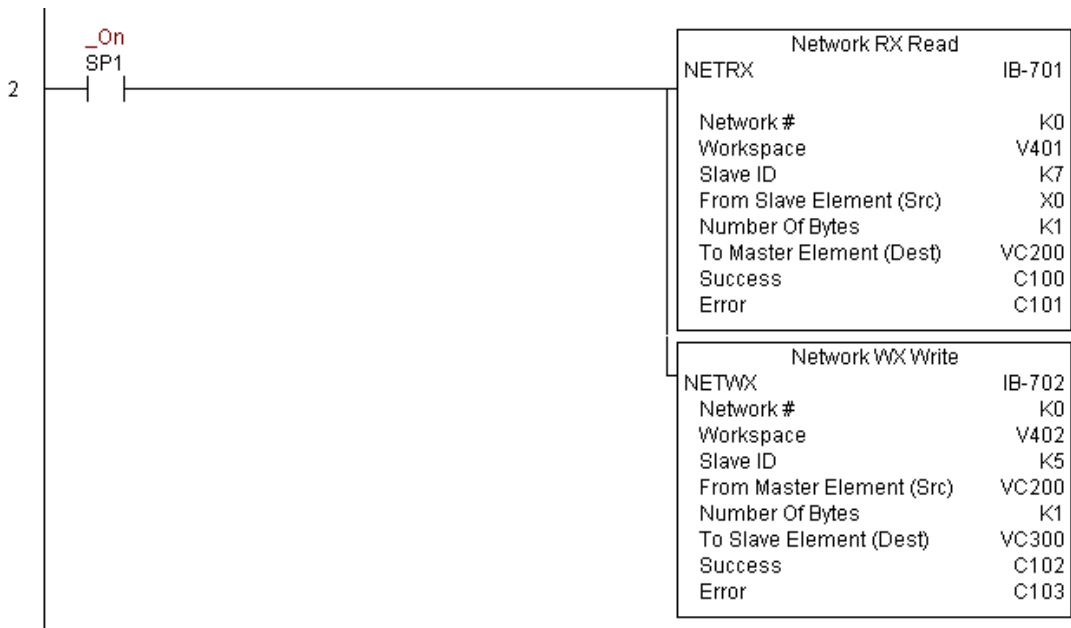 _On
SP1
2
Network RX Read
NETRX IB-701
Network # K0
Workspace V401
Slave ID K7
From Slave Element (Src) X0
Number Of Bytes K1
To Master Element (Dest) VC200
Success C100
Error C101
Network WX Write
NETWX IB-702
Network # K0
Workspace V402
Slave ID K5
From Master Element (Src) VC200
Number Of Bytes K1
To Slave Element (Dest) VC300
Success C102
Error C103